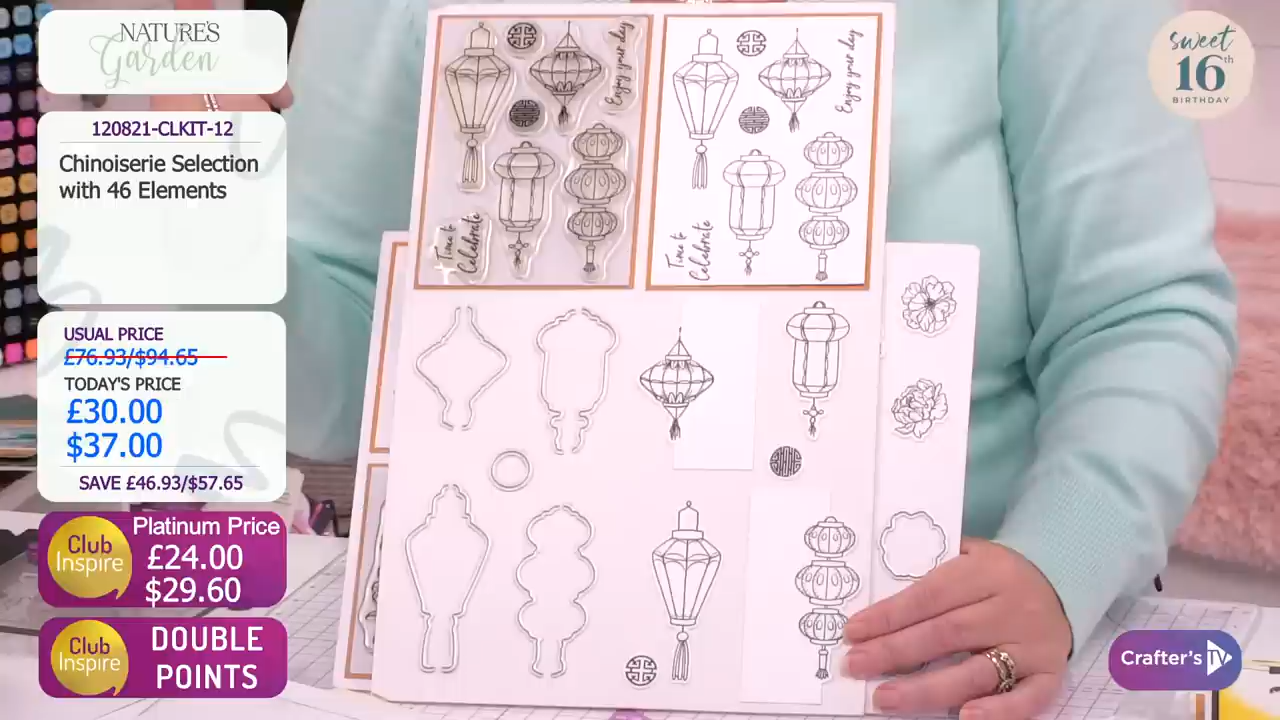 NATURE'S
Garden
120821-CLKIT-12
Chinoiserie Selection
with 46 Elements
USUAL PRICE
£76.93/$94.65
TODAY'S PRICE
£30.00
$37.00
SAVE £46.93/$57.65
Club
Inspire
Platinum Price
£24.00
$29.60
Club
Inspire
DOUBLE
POINTS
Enjoy your day
Time to
Celebrate
Enjoy your day
Time to
Celebrate
sweet
16th
BIRTHDAY
Crafter's TV